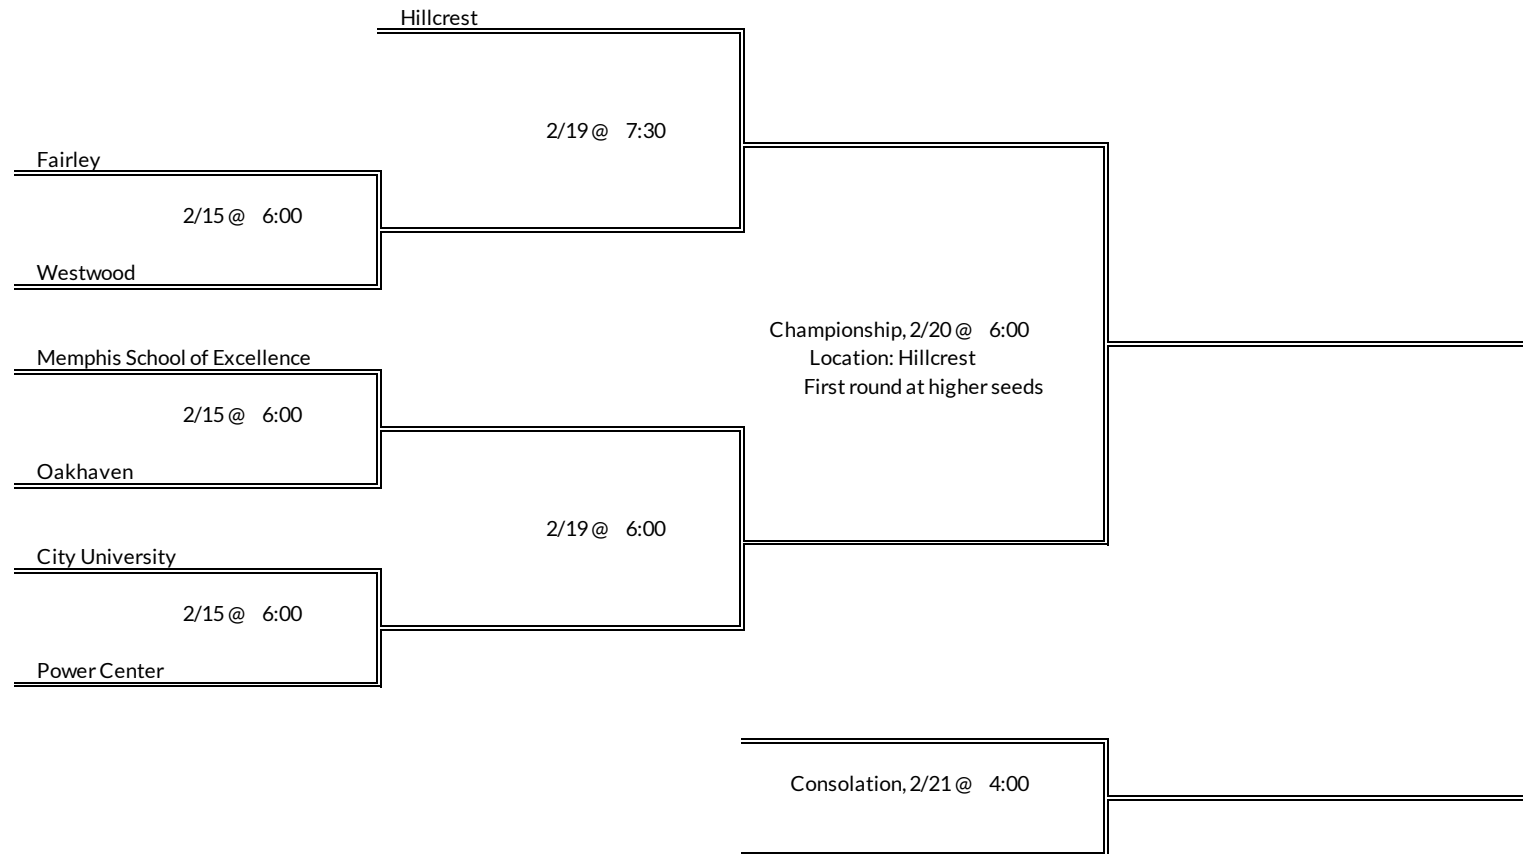 Hillcrest
2/19 @ 7:30
Fairley
2/15 @ 6:00
Westwood
Championship, 2/20 @ 6:00
Memphis School of Excellence
Location: Hillcrest
First round at higher seeds
2/15 @ 6:00
Oakhaven
2/19 @ 6:00
City University
2/15 @ 6:00
Power Center
Consolation, 2/21 @ 4:00